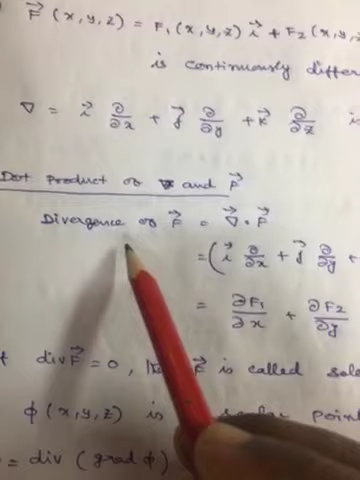 F⃗ (x,y,z) = F₁(x,y,z) i⃗ + F₂(x,y,
is continuously differ
∇ = i⃗ ∂/∂x + j⃗ ∂/∂y + k⃗ ∂/∂z is
Dot Product of ∇ and F⃗
Divergence of F⃗ = ∇⃗ · F⃗
= (i⃗ ∂/∂x + j⃗ ∂/∂y +
= ∂F₁/∂x + ∂F₂/∂y
div F⃗ = 0, F⃗ is called sole
φ(x,y,z) is point
= div (grad φ)